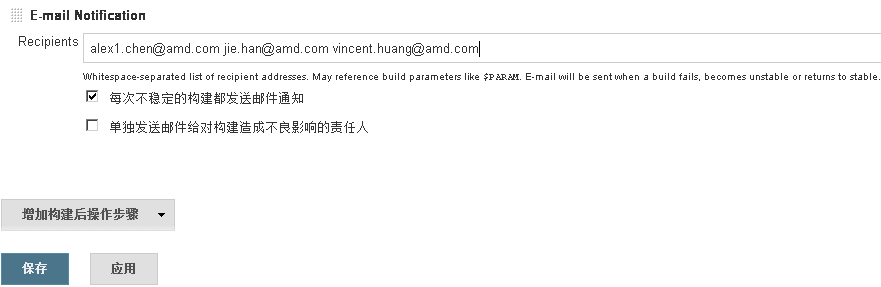 E-mail Notification
Recipients
alex1.chen@amd.com jie.han@amd.com vincent.huang@amd.com
Whitespace-separated list of recipient addresses. May reference build parameters like $PARAM. E-mail will be sent when a build fails, becomes unstable or returns to stable.
每次不稳定的构建都发送邮件通知
单独发送邮件给对构建造成不良影响的责任人
增加构建后操作步骤
保存 应用